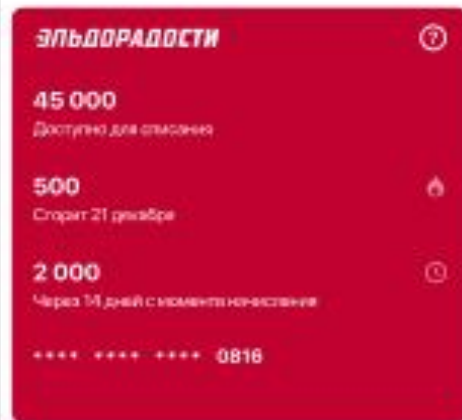 ЭЛЬДОРАДОСТИ
?
45 000
Доступно для списания
500
Сгорит 21 декабря
2 000
Через 14 дней с момента начисления
**** **** **** 0816